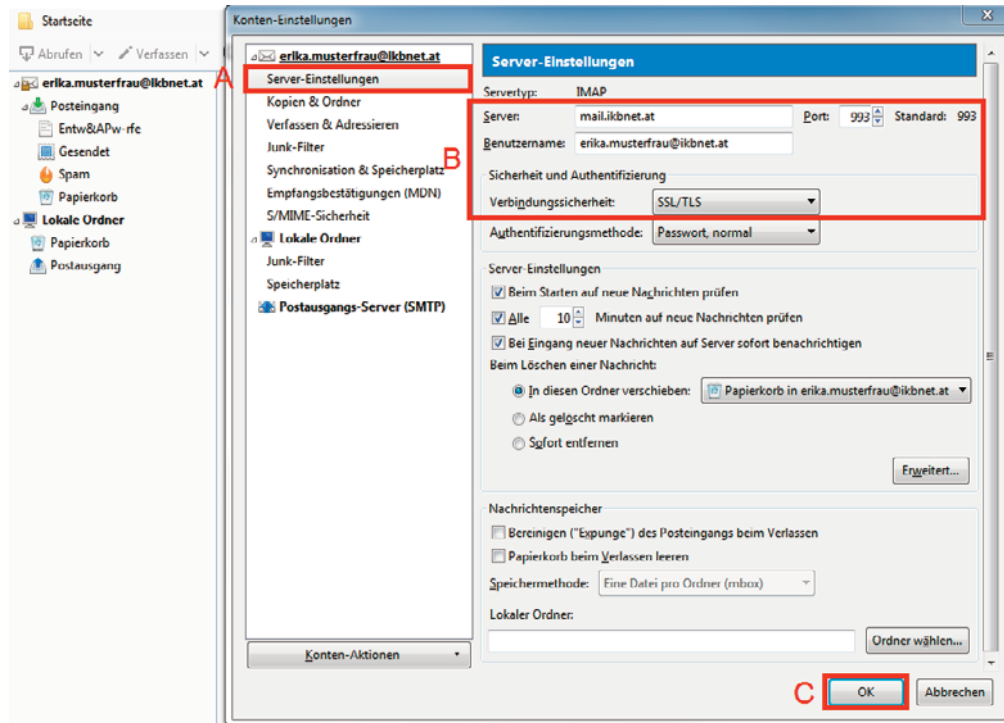 Startseite
Abrufen Verfassen
erika.musterfrau@ikbnet.at
Posteingang
Entw&APw-rfc
Gesendet
Spam
Papierkorb
Lokale Ordner
Papierkorb
Postausgang
Konten-Einstellungen
X
erika.musterfrau@ikbnet.at
A
Server-Einstellungen
Kopien & Ordner
Verfassen & Adressieren
Junk-Filter
Synchronisation & Speicherplatz
Empfangsbestätigungen (MDN)
S/MIME-Sicherheit
Lokale Ordner
Junk-Filter
Speicherplatz
Postausgangs-Server (SMTP)
Konten-Aktionen
Server-Einstellungen
Servertyp: IMAP
B
Server: mail.ikbnet.at Port: 993 Standard: 993
Benutzername: erika.musterfrau@ikbnet.at
Sicherheit und Authentifizierung
Verbindungssicherheit: SSL/TLS
Authentifizierungsmethode: Passwort, normal
Server-Einstellungen
Beim Starten auf neue Nachrichten prüfen
Alle 10 Minuten auf neue Nachrichten prüfen
Bei Eingang neuer Nachrichten auf Server sofort benachrichtigen
Beim Löschen einer Nachricht:
In diesen Ordner verschieben: Papierkorb in erika.musterfrau@ikbnet.at
Als gelöscht markieren
Sofort entfernen
Erweitert...
Nachrichtenspeicher
Bereinigen ("Expunge") des Posteingangs beim Verlassen
Papierkorb beim Verlassen leeren
Speichermethode: Eine Datei pro Ordner (mbox)
Lokaler Ordner:
Ordner wählen...
C
OK
Abbrechen